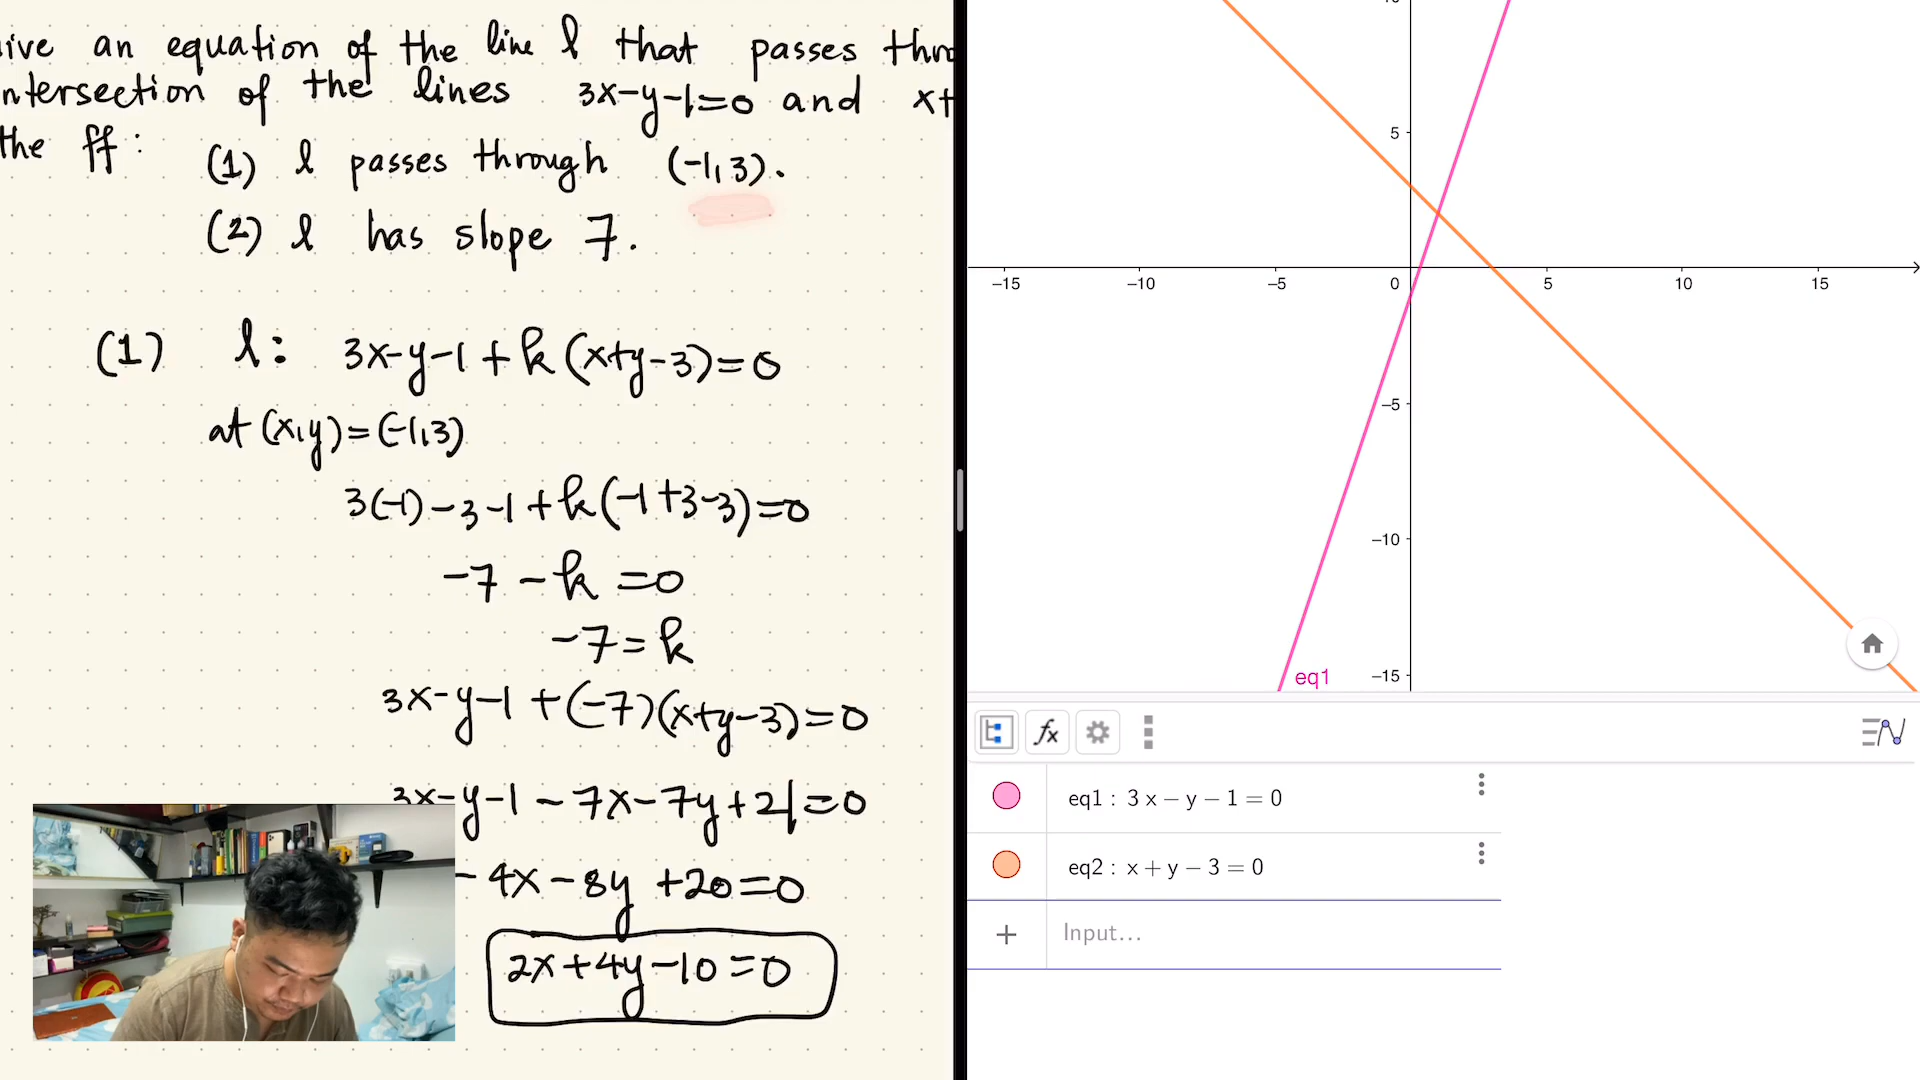 ive an equation of the line l that passes thro
ntersection of the lines 3x-y-1=0 and x+
the ff:
(1) l passes through (-1,3).
(2) l has slope 7.
(1) l: 3x-y-1+k(x+y-3)=0
at (x,y)=(-1,3)
3(-1)-3-1+k(-1+3-3)=0
-7-k=0
-7=k
3x-y-1+(-7)(x+y-3)=0
3x-y-1-7x-7y+21=0
-4x-8y+20=0
2x+4y-10=0
10
5
-15 -10 -5 0 5 10 15
-5
-10
-15
eq1
fx
eq1 : 3 x − y − 1 = 0
eq2 : x + y − 3 = 0
+ Input...